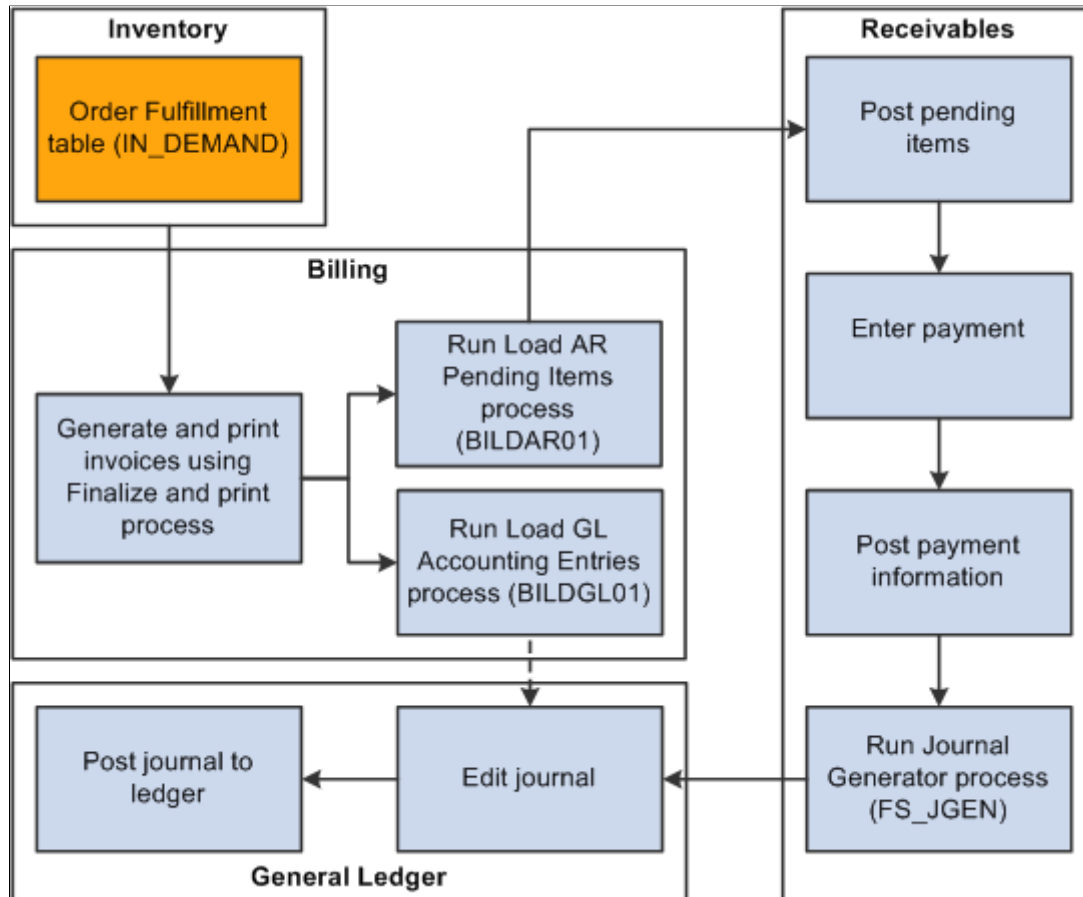 Inventory
Order Fulfillment
table (IN_DEMAND)
Billing
Generate and print
invoices using
Finalize and print
process
Run Load AR
Pending Items
process
(BILDAR01)
Run Load GL
Accounting Entries
process (BILDGL01)
Receivables
Post pending
items
Enter payment
Post payment
information
Run Journal
Generator process
(FS_JGEN)
Edit journal
Post journal to
ledger
General Ledger